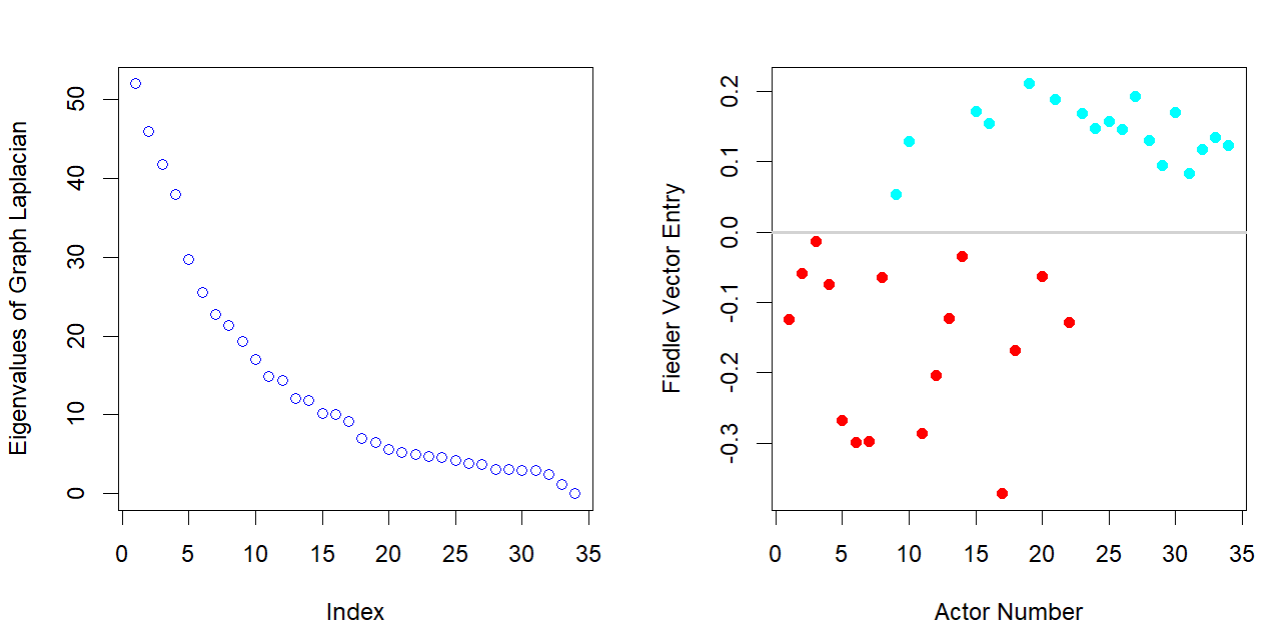 Eigenvalues of Graph Laplacian
50
40
30
20
10
0
0 5 10 15 20 25 30 35
Index
Fiedler Vector Entry
0.2
0.1
0.0
-0.1
-0.2
-0.3
0 5 10 15 20 25 30 35
Actor Number